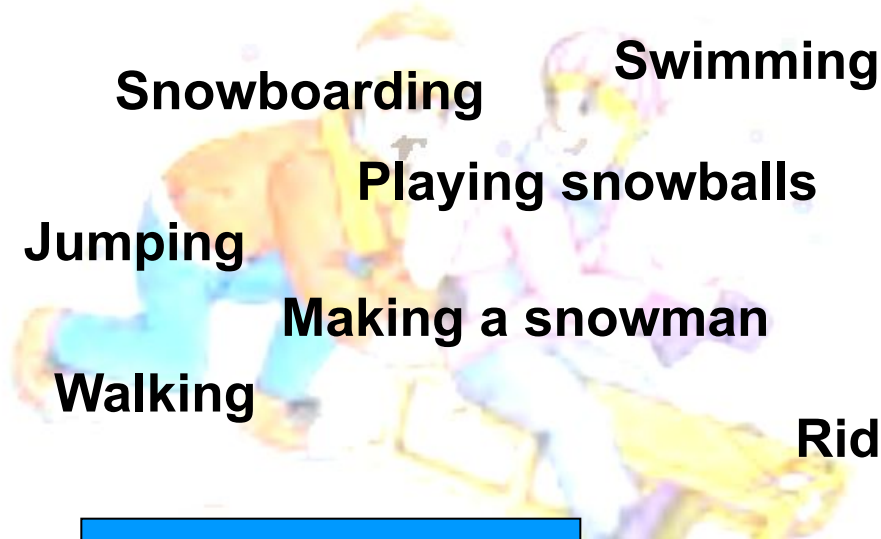 Swimming
Snowboarding
Playing snowballs
Jumping
Making a snowman
Walking
Rid